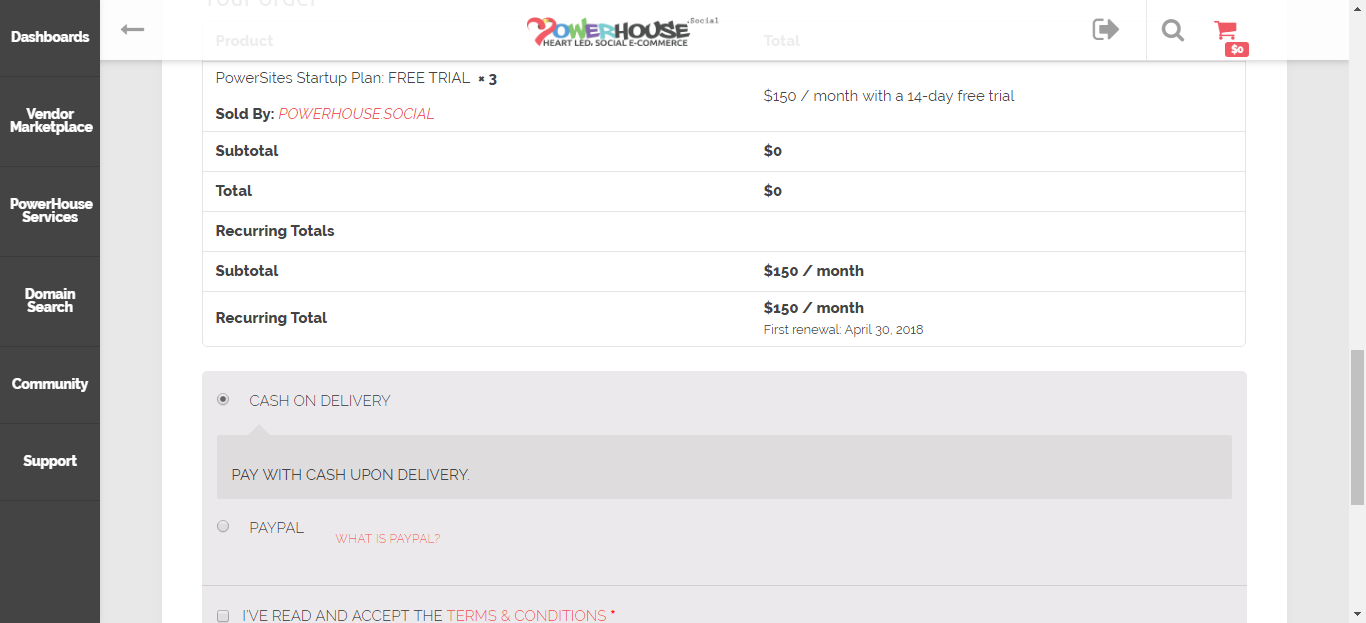 Your order
Dashboards
POWERHOUSE.Social
HEART LED, SOCIAL E-COMMERCE
$0
Product Total
PowerSites Startup Plan: FREE TRIAL × 3
$150 / month with a 14-day free trial
Sold By: POWERHOUSE.SOCIAL
Vendor
Marketplace
Subtotal $0
Total $0
PowerHouse
Services
Recurring Totals
Subtotal $150 / month
Domain
Search
Recurring Total $150 / month
First renewal: April 30, 2018
Community
CASH ON DELIVERY
Support
PAY WITH CASH UPON DELIVERY.
PAYPAL WHAT IS PAYPAL?
I'VE READ AND ACCEPT THE TERMS & CONDITIONS *